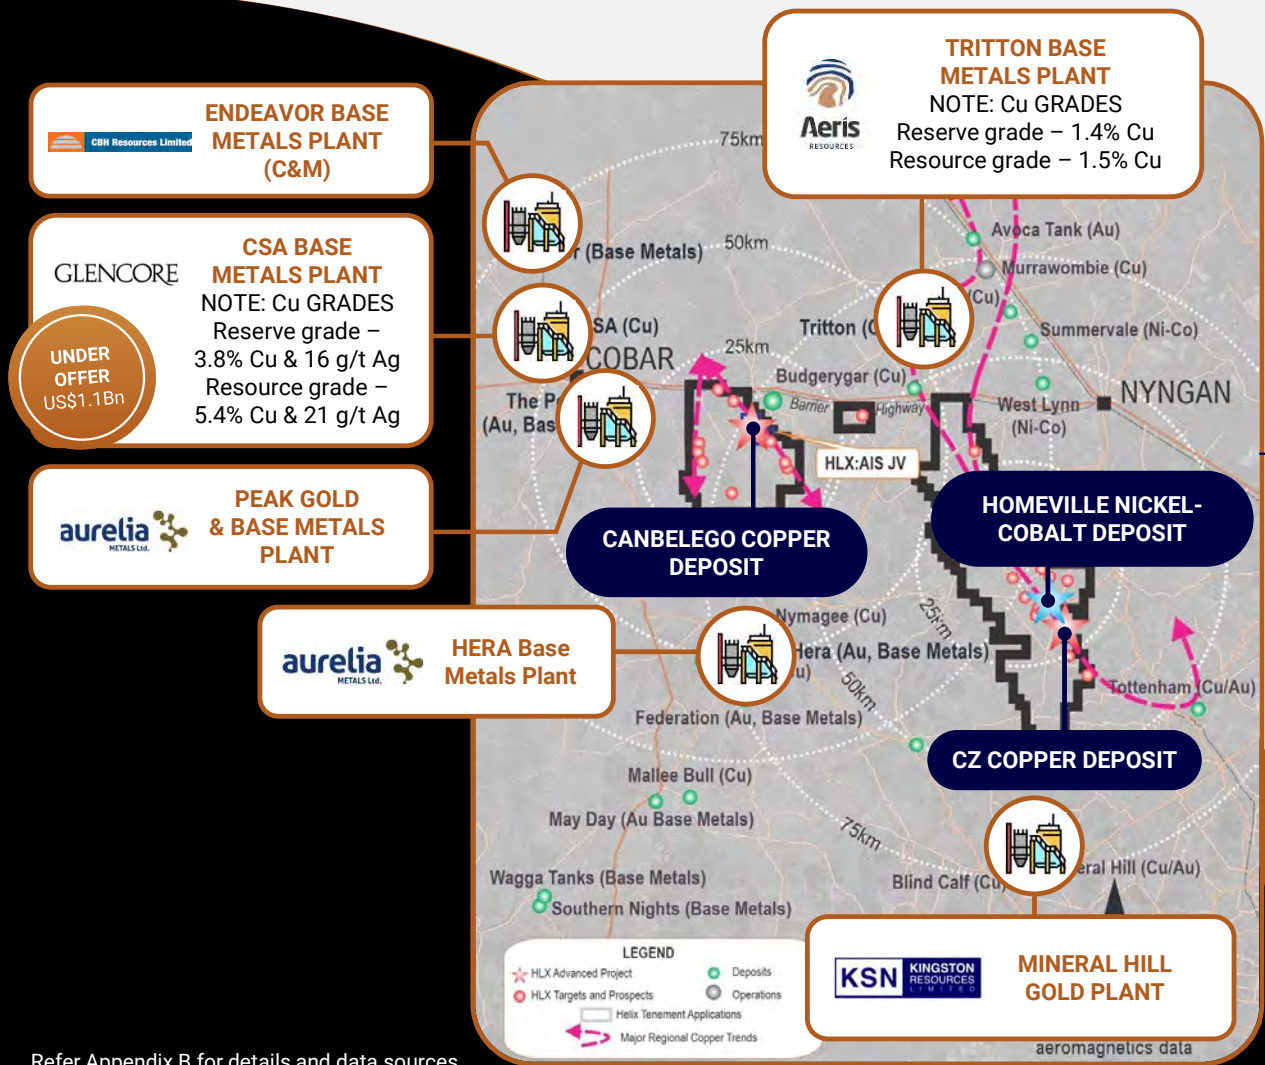 TRITTON BASE
METALS PLANT
NOTE: Cu GRADES
Reserve grade – 1.4% Cu
Resource grade – 1.5% Cu
Aeris
RESOURCES
ENDEAVOR BASE
METALS PLANT
(C&M)
CBH Resources Limited
CSA BASE
METALS PLANT
NOTE: Cu GRADES
Reserve grade –
3.8% Cu & 16 g/t Ag
Resource grade –
5.4% Cu & 21 g/t Ag
GLENCORE
UNDER
OFFER
US$1.1Bn
PEAK GOLD
& BASE METALS
PLANT
aurelia
METALS Ltd.
HERA Base
Metals Plant
aurelia
METALS Ltd.
75km
50km
25km
(Base Metals)
SA (Cu)
COBAR
The
(Au,
Avoca Tank (Au)
Murrawombie (Cu)
(Cu)
Summervale (Ni-Co)
Tritton
Budgerygar (Cu)
Barrier Highway
West Lynn
(Ni-Co)
NYNGAN
HLX:AIS JV
CANBELEGO COPPER
DEPOSIT
HOMEVILLE NICKEL-
COBALT DEPOSIT
Nymagee (Cu)
Hera (Au, Base Metals)
25km
50km
Federation (Au, Base Metals)
Tottenham (Cu/Au)
CZ COPPER DEPOSIT
Mallee Bull (Cu)
May Day (Au Base Metals)
75km
Wagga Tanks (Base Metals)
Southern Nights (Base Metals)
Blind Calf (Cu)
eral Hill (Cu/Au)
LEGEND
HLX Advanced Project
Deposits
HLX Targets and Prospects
Operations
Helix Tenement Applications
Major Regional Copper Trends
KSN KINGSTON
RESOURCES
LIMITED
MINERAL HILL
GOLD PLANT
aeromagnetics data
Refer Appendix B for details and data sources